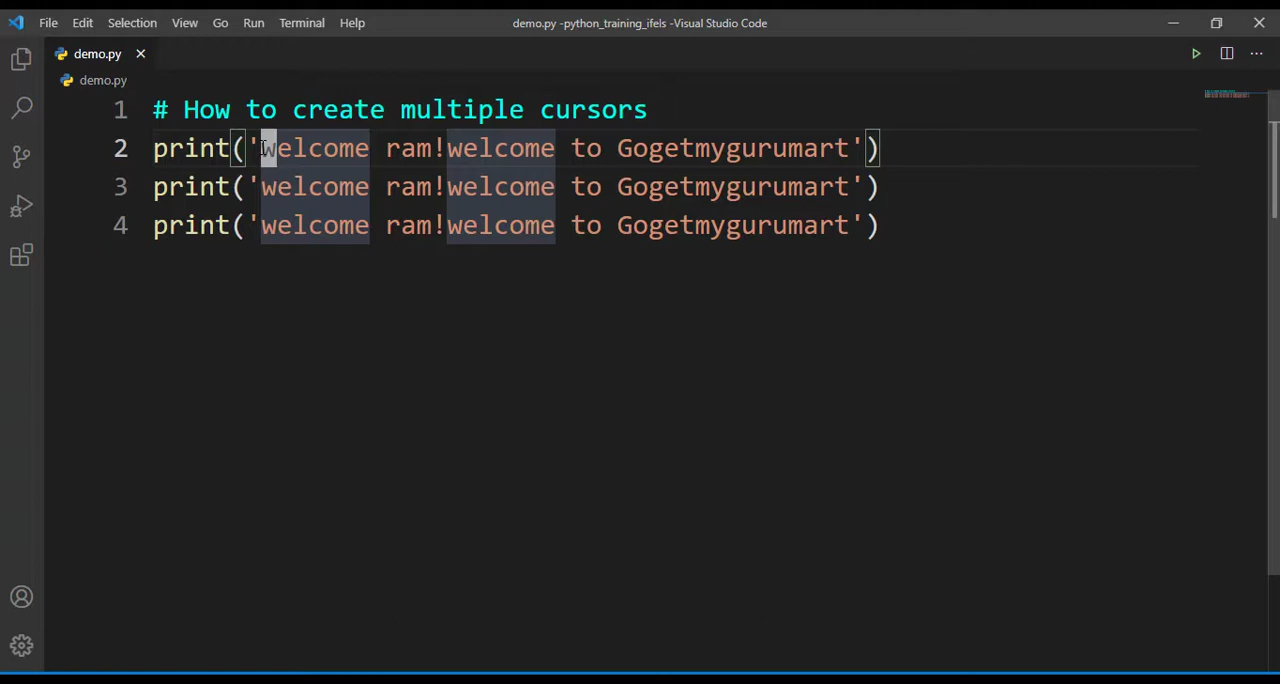 File Edit Selection View Go Run Terminal Help demo.py -python_training_ifels -Visual Studio Code
demo.py
demo.py
1 # How to create multiple cursors
2 print('welcome ram!welcome to Gogetmygurumart')
3 print('welcome ram!welcome to Gogetmygurumart')
4 print('welcome ram!welcome to Gogetmygurumart')